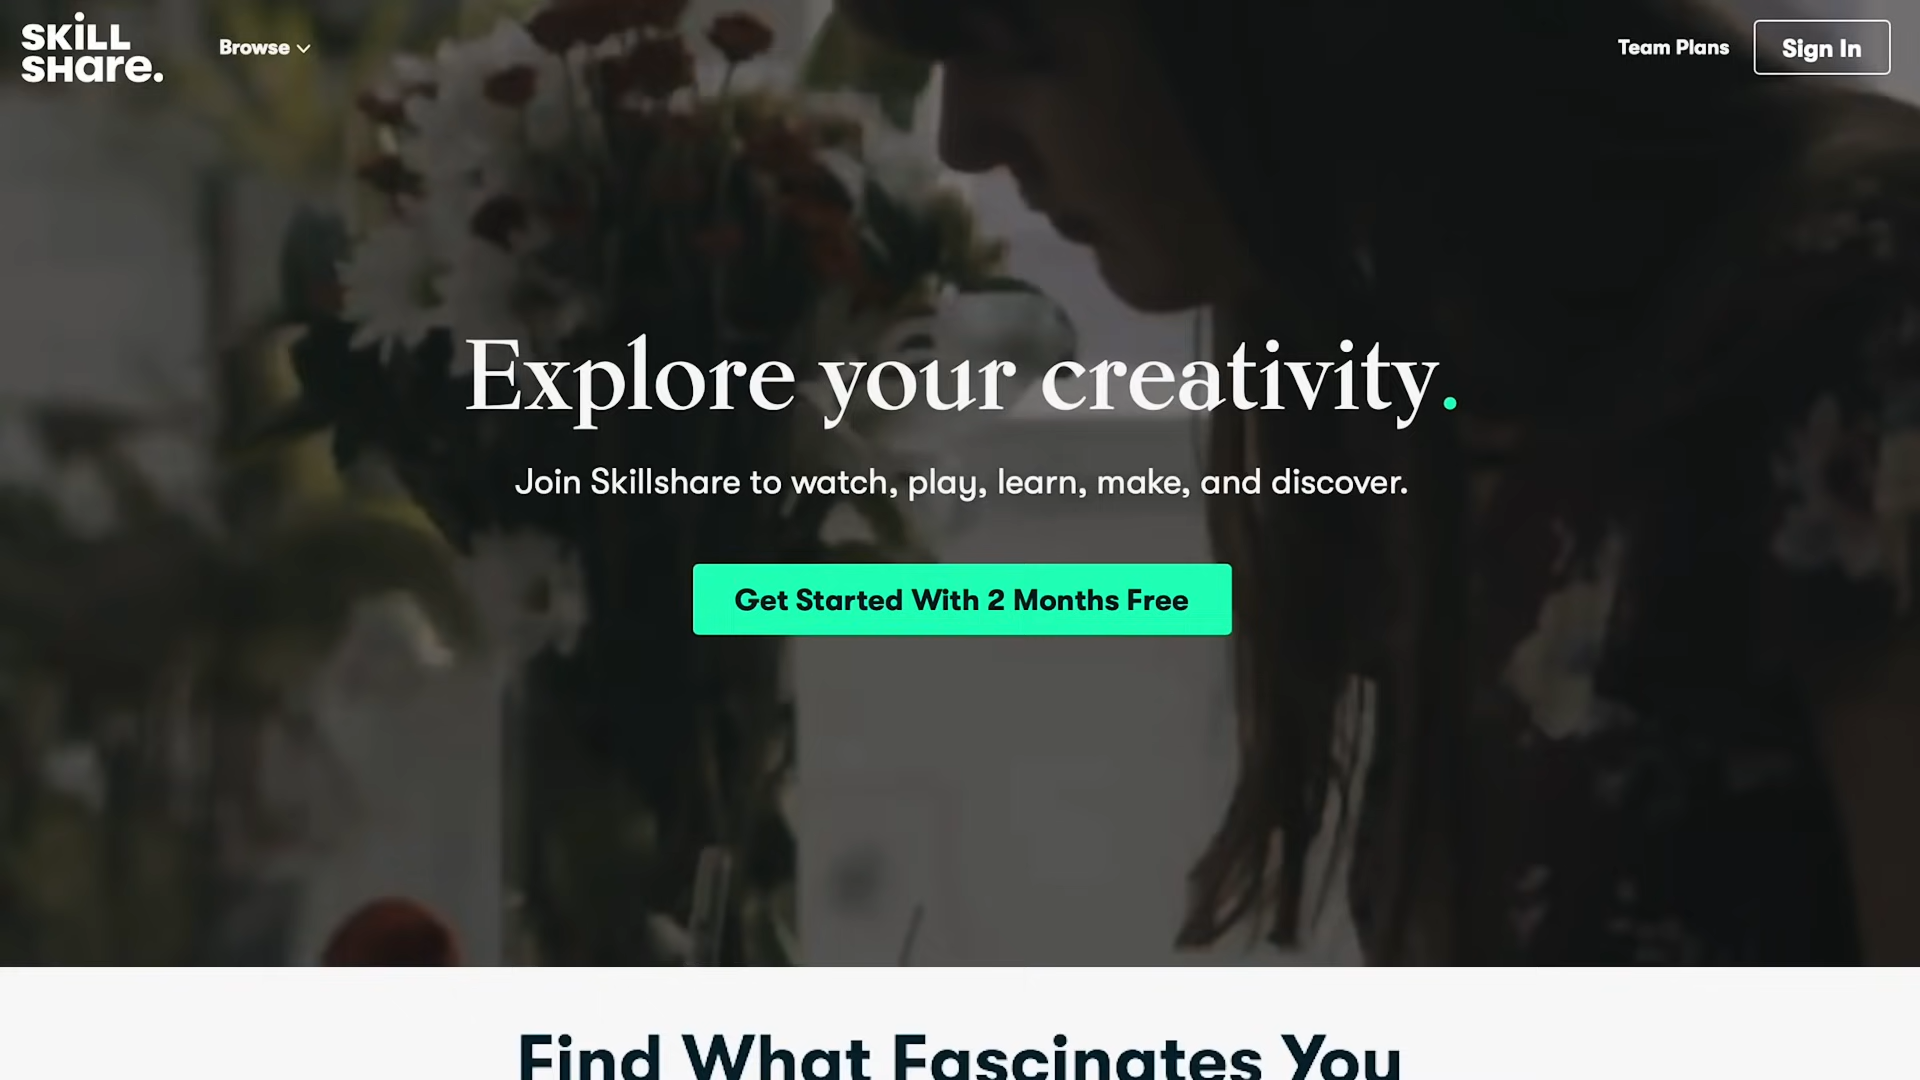 SKiLL
SHare.
Browse
Team Plans
Sign In
Explore your creativity.
Join Skillshare to watch, play, learn, make, and discover.
Get Started With 2 Months Free
Find What Fascinates You